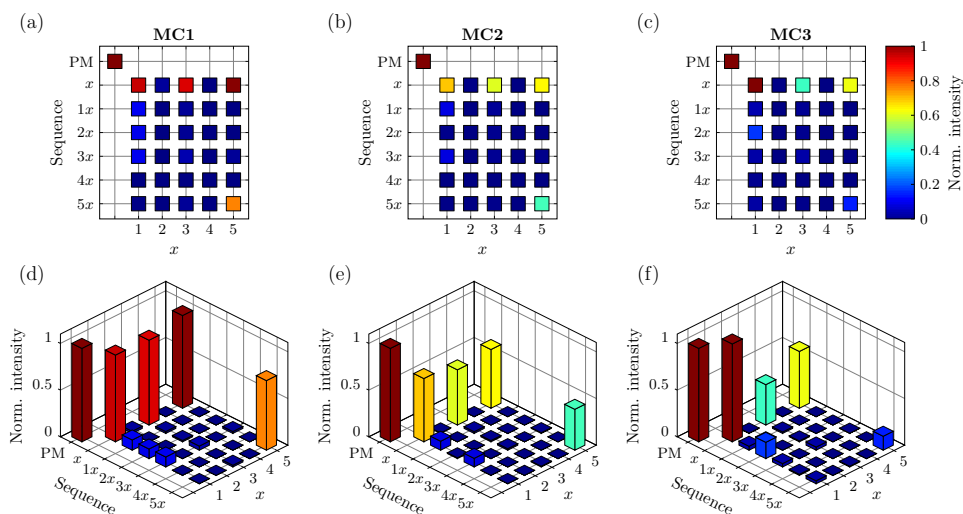 (a) MC1
(b) MC2
(c) MC3
Sequence
PM
x
1x
2x
3x
4x
5x
1 2 3 4 5
x
Sequence
PM
x
1x
2x
3x
4x
5x
1 2 3 4 5
x
Sequence
PM
x
1x
2x
3x
4x
5x
1 2 3 4 5
x
1
0.8
0.6
0.4
0.2
0
Norm. intensity
(d)
Norm. intensity
1
0.5
0
PM x 1x 2x 3x 4x 5x
Sequence
1 2 3 4 5
x
(e)
Norm. intensity
1
0.5
0
PM x 1x 2x 3x 4x 5x
Sequence
1 2 3 4 5
x
(f)
Norm. intensity
1
0.5
0
PM x 1x 2x 3x 4x 5x
Sequence
1 2 3 4 5
x